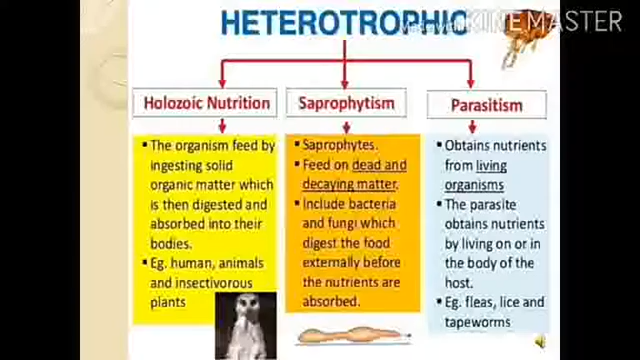 HETEROTROPHIC
Made with KINEMASTER
Holozoic Nutrition
Saprophytism
Parasitism
▪ The organism feed by
ingesting solid
organic matter which
is then digested and
absorbed into their
bodies.
▪ Eg. human, animals
and insectivorous
plants
▪ Saprophytes.
▪ Feed on dead and
decaying matter.
▪ Include bacteria
and fungi which
digest the food
externally before
the nutrients are
absorbed.
▪ Obtains nutrients
from living
organisms
▪ The parasite
obtains nutrients
by living on or in
the body of the
host.
▪ Eg. fleas, lice and
tapeworms